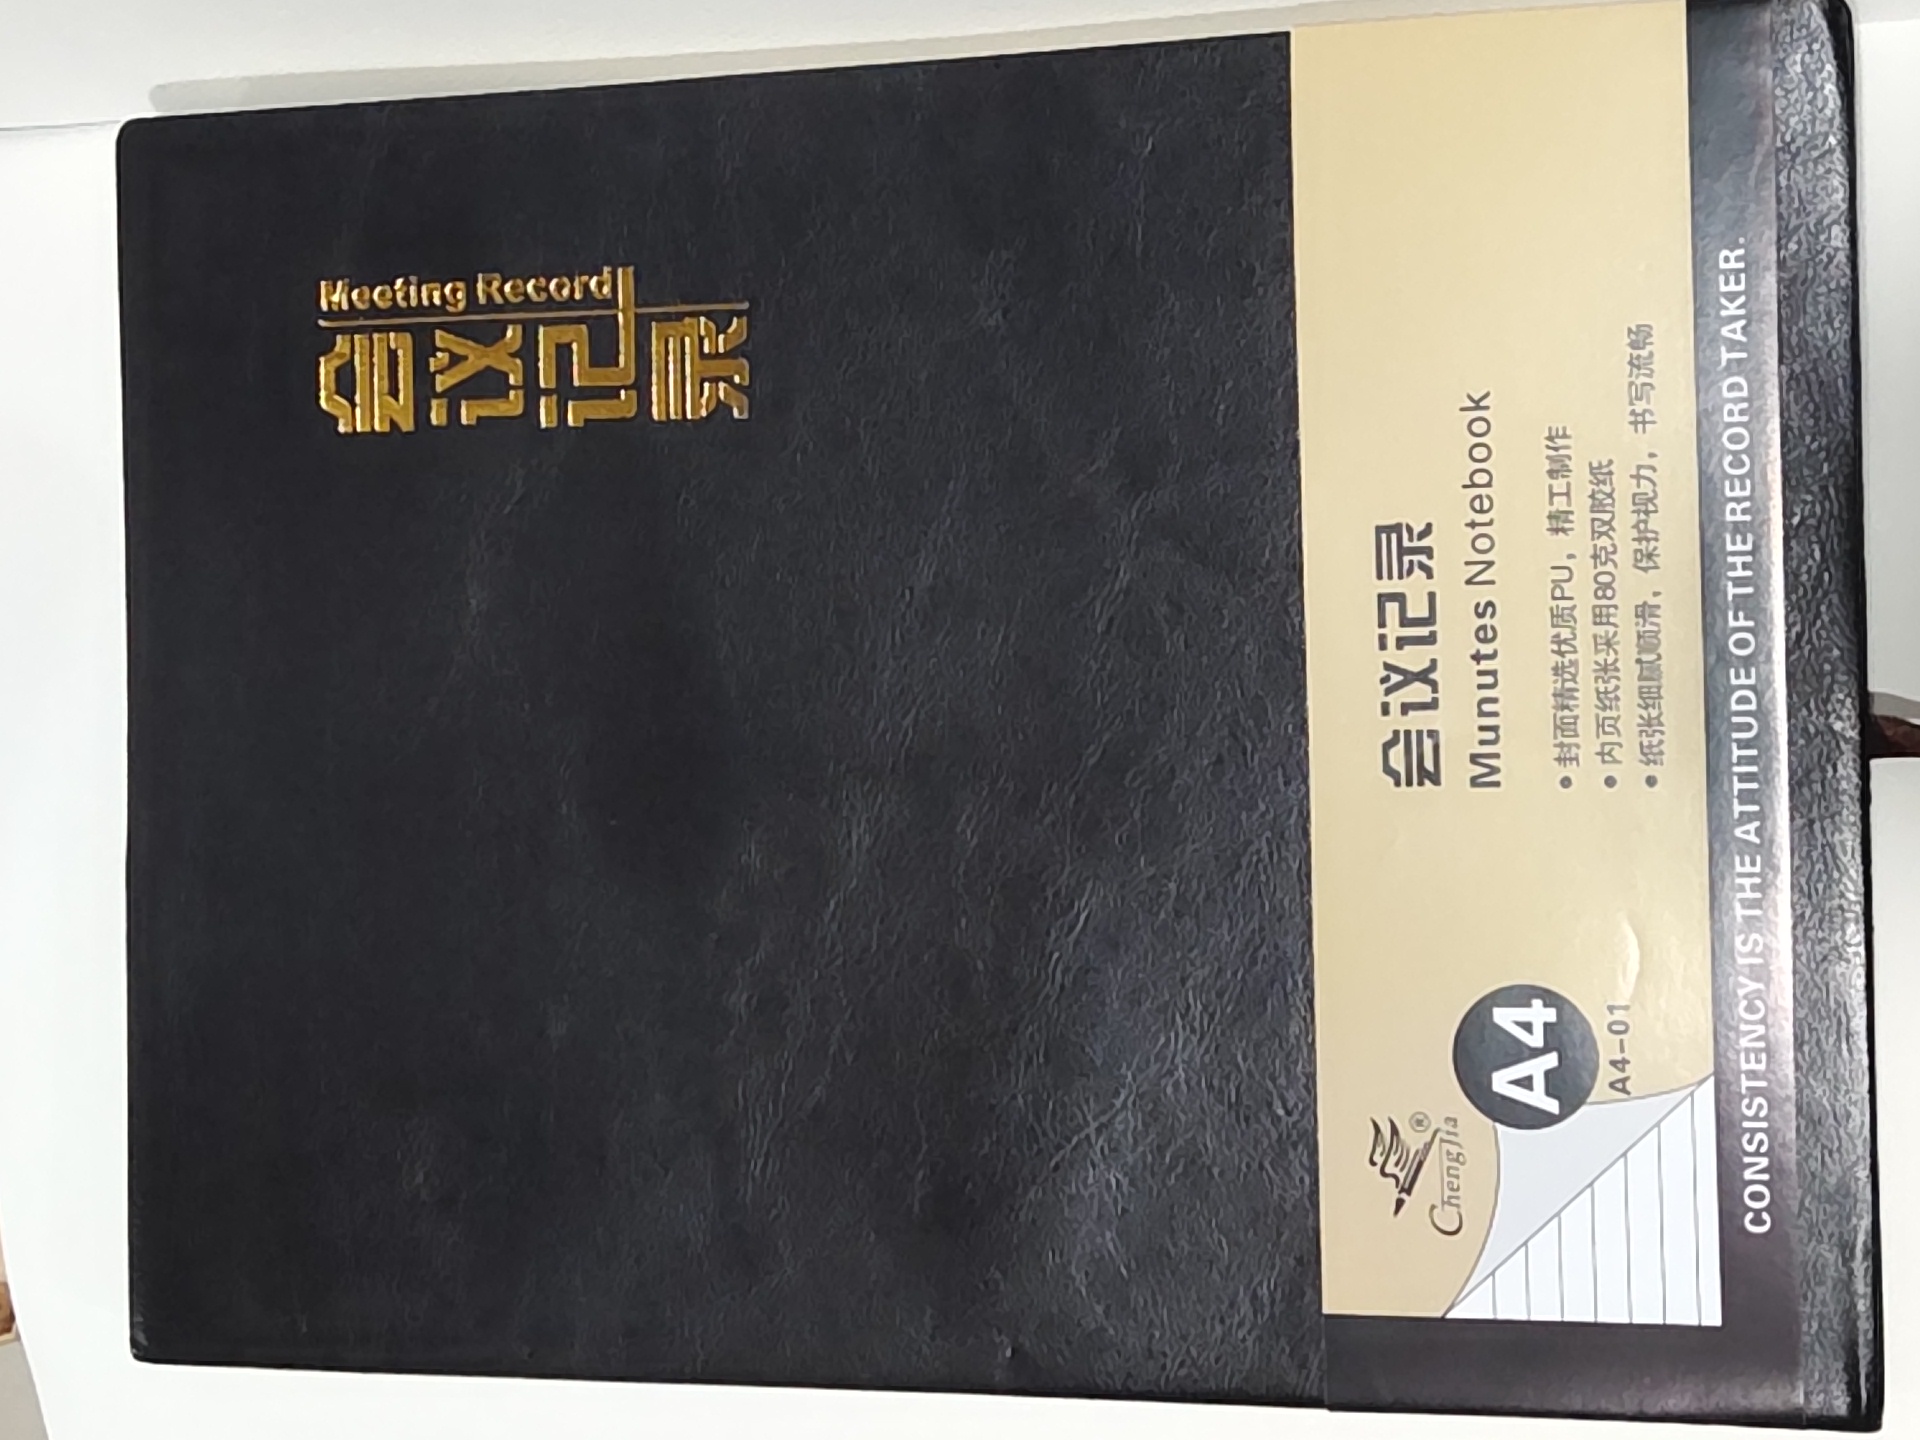 会议记录
Meeting Record
ChengJia®
A4
A4-01
会议记录
Munutes Notebook
•封面精选优质PU，精工制作
•内页纸张采用80克双胶纸
•纸张细腻顺滑，保护视力，书写流畅
CONSISTENCY IS THE ATTITUDE OF THE RECORD TAKER.